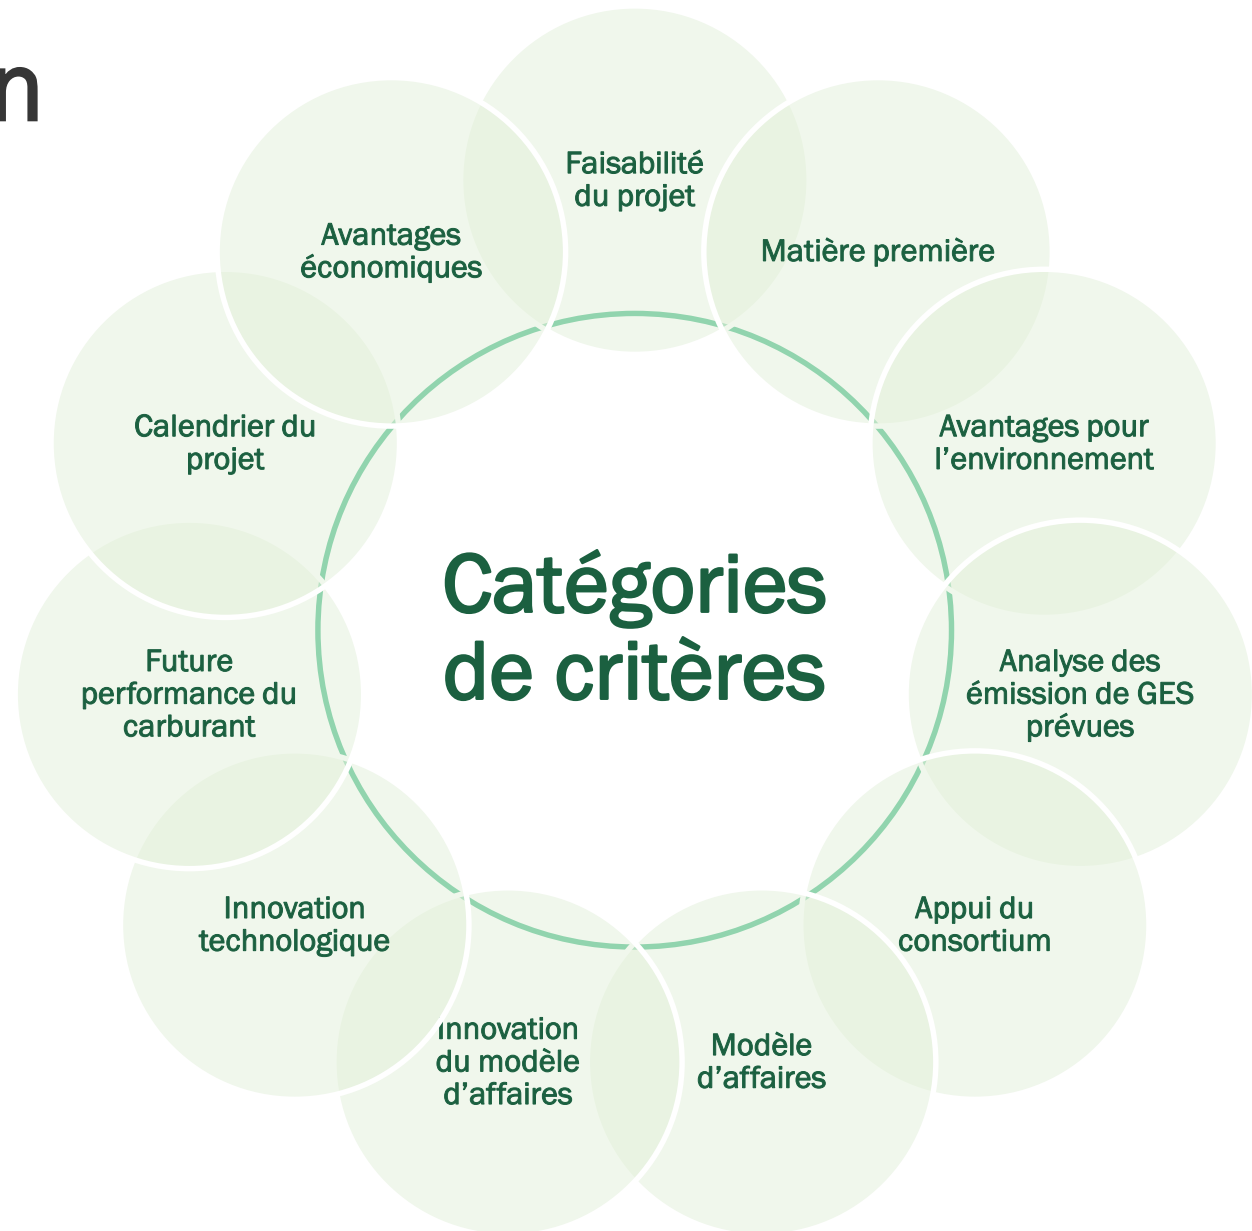 n
Faisabilité
du projet
Matière première
Avantages pour
l’environnement
Analyse des
émission de GES
prévues
Appui du
consortium
Modèle
d’affaires
Innovation
du modèle
d’affaires
Innovation
technologique
Future
performance du
carburant
Calendrier du
projet
Avantages
économiques
Catégories
de critères